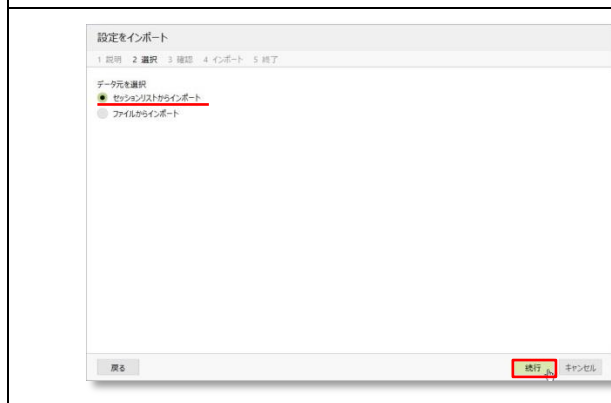 設定をインポート
1 説明 2 選択 3 確認 4 インポート 5 終了
データ元を選択
セッションリストからインポート
ファイルからインポート
戻る 続行 キャンセル